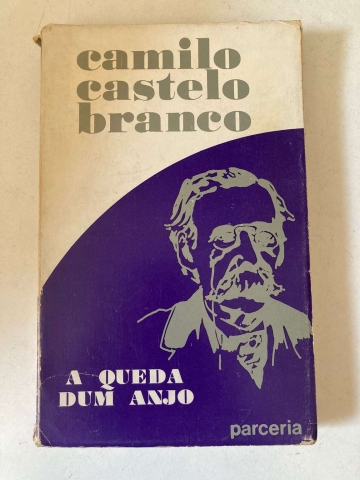 camilo
castelo
branco
A QUEDA
DUM ANJO
parceria